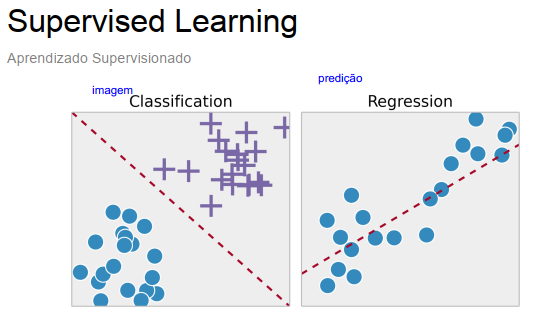 Supervised Learning
Aprendizado Supervisionado
imagem
predição
Classification
Regression